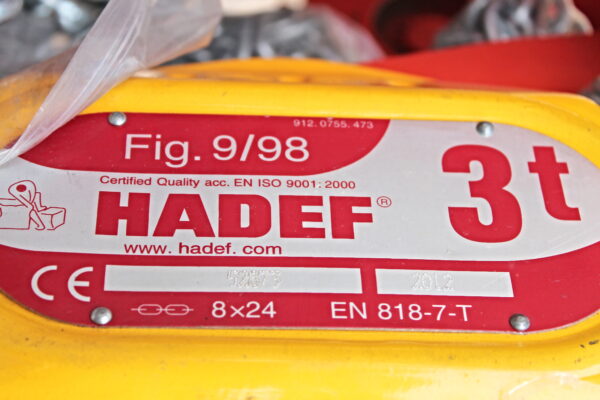 912.0755.473
Fig. 9/98
Certified Quality acc. EN ISO 9001: 2000
HADEF®
3t
www.hadef.com
CE 2012
8x24 EN 818-7-T